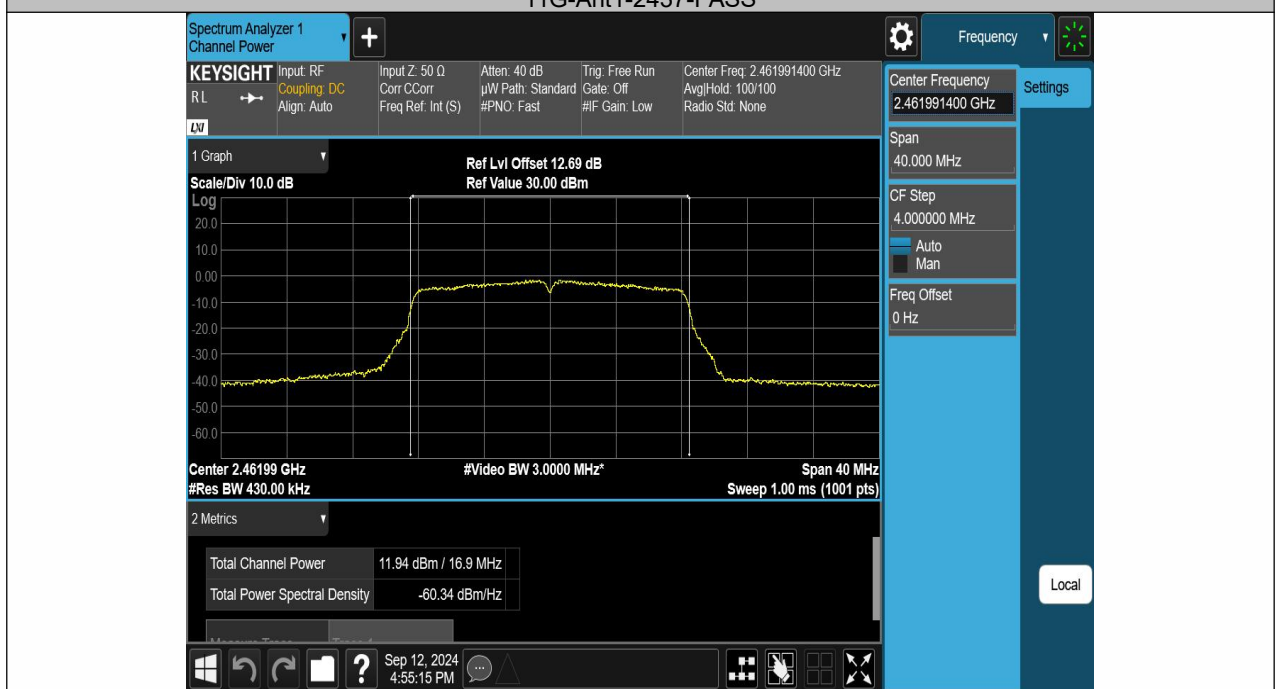 11G-Ant1-2437-PASS
Spectrum Analyzer 1
Channel Power
+
Frequency
KEYSIGHT
RL
LXI
Input: RF
Coupling: DC
Align: Auto
Input Z: 50 Ω
Corr CCorr
Freq Ref: Int (S)
Atten: 40 dB
µW Path: Standard
#PNO: Fast
Trig: Free Run
Gate: Off
#IF Gain: Low
Center Freq: 2.461991400 GHz
Avg|Hold: 100/100
Radio Std: None
Center Frequency
2.461991400 GHz
Settings
Span
40.000 MHz
CF Step
4.000000 MHz
Auto
Man
Freq Offset
0 Hz
1 Graph
Ref Lvl Offset 12.69 dB
Scale/Div 10.0 dB
Ref Value 30.00 dBm
Log
20.0
10.0
0.00
-10.0
-20.0
-30.0
-40.0
-50.0
-60.0
Center 2.46199 GHz
#Video BW 3.0000 MHz*
Span 40 MHz
#Res BW 430.00 kHz
Sweep 1.00 ms (1001 pts)
2 Metrics
Total Channel Power 11.94 dBm / 16.9 MHz
Total Power Spectral Density -60.34 dBm/Hz
Local
?
Sep 12, 2024
4:55:15 PM